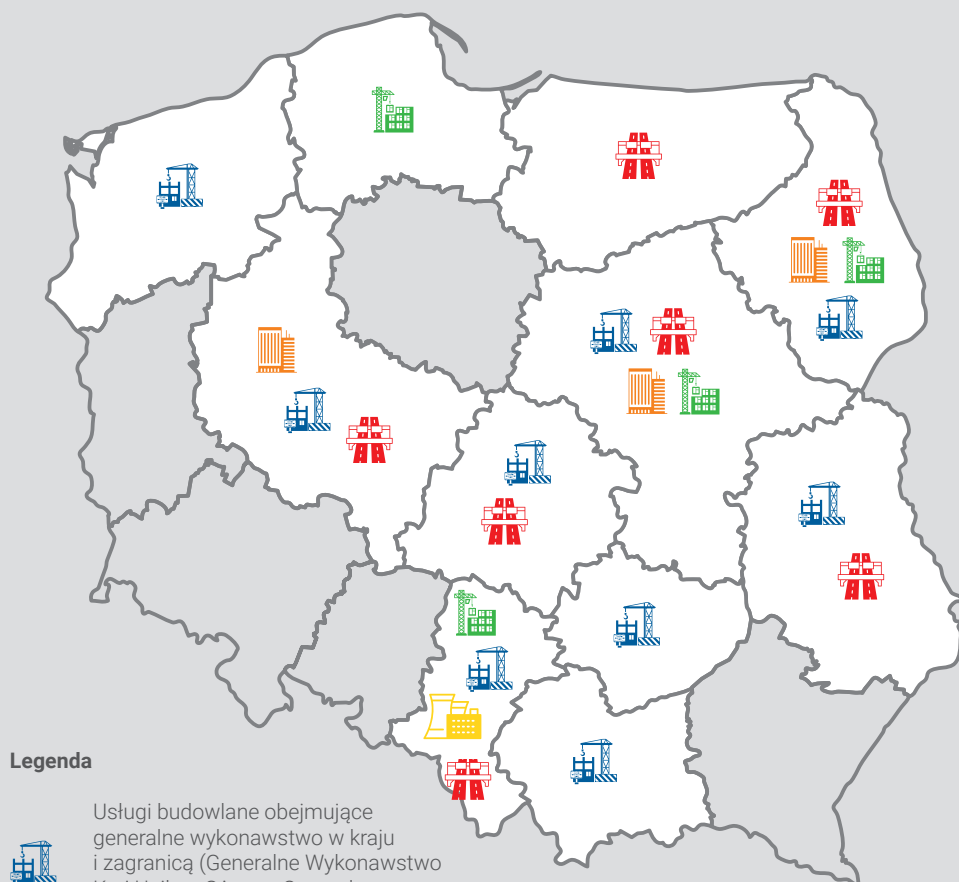 Legenda
Usługi budowlane obejmujące
generalne wykonawstwo w kraju
i zagranicą (Generalne Wykonawstwo